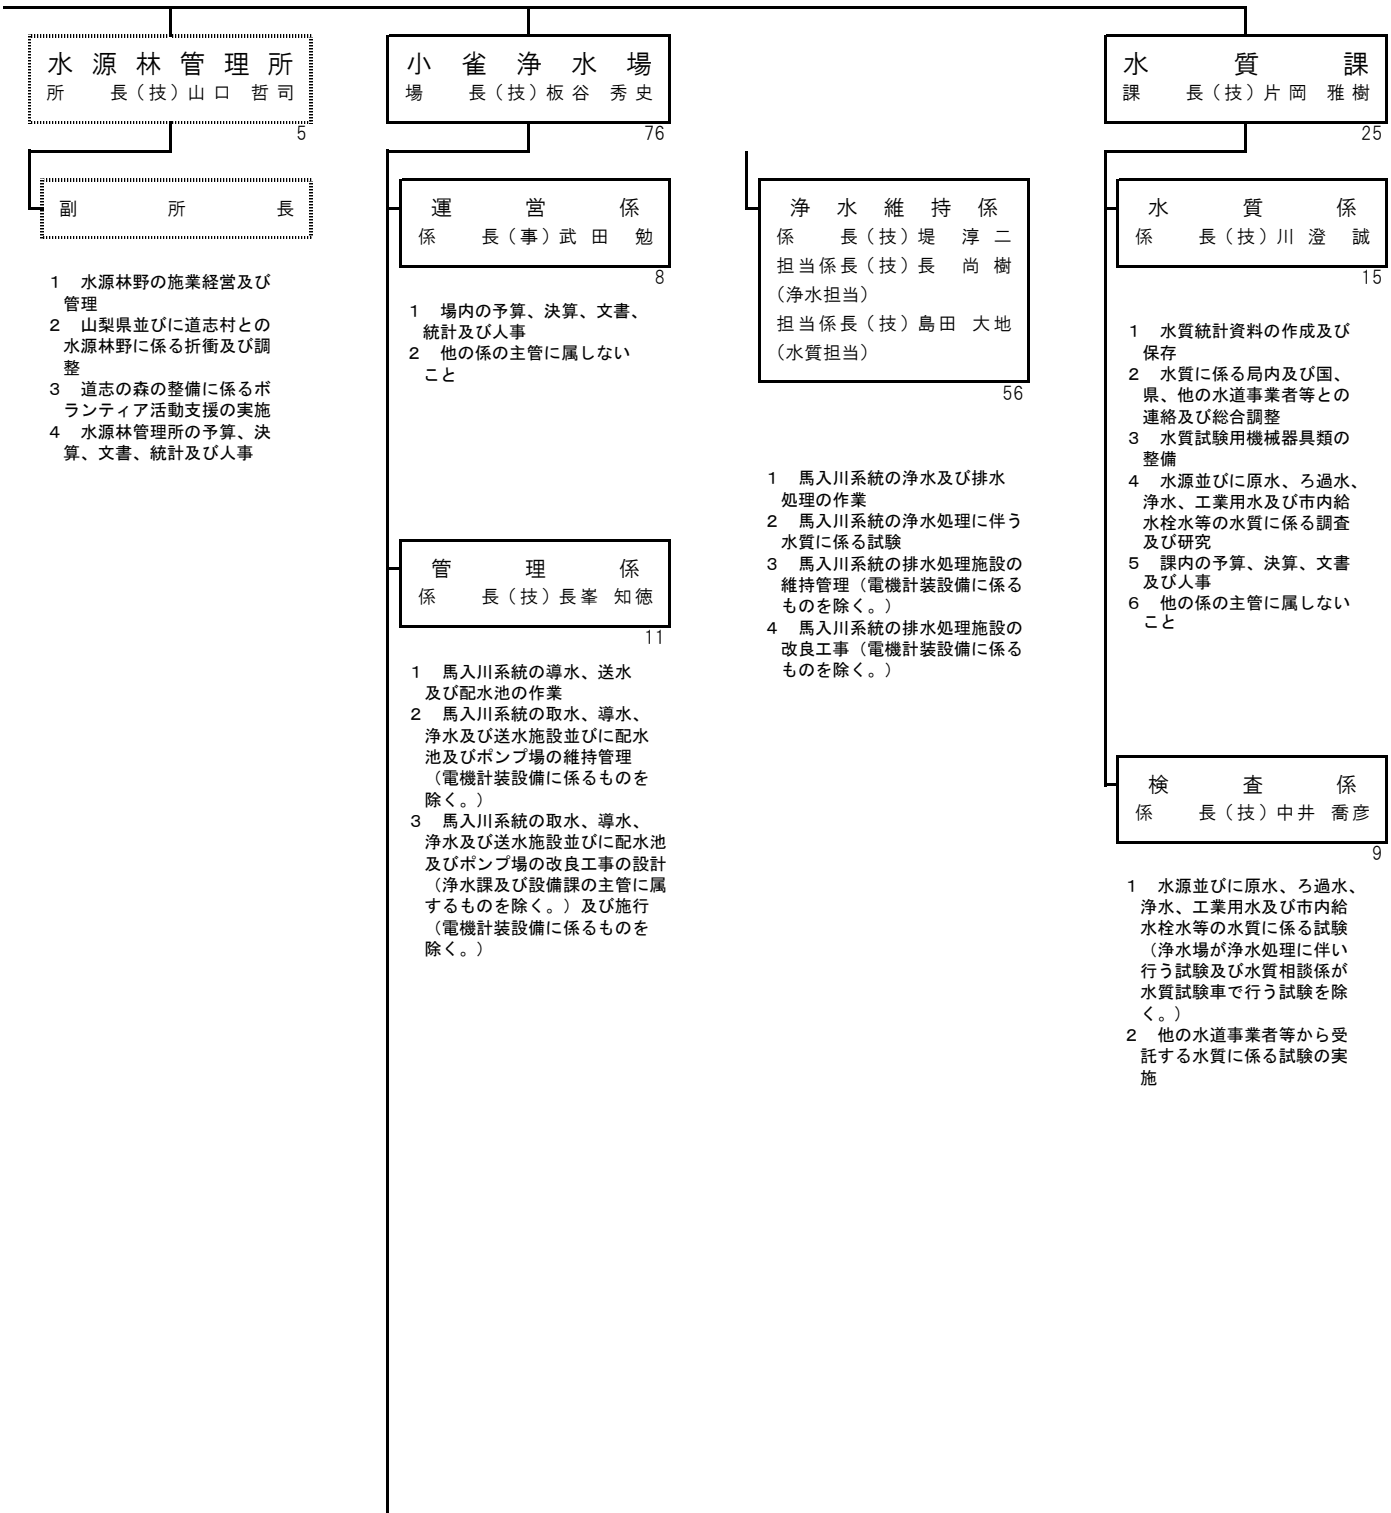 水源林管理所
所　長（技）山口　哲司
5
副　所　長
1　水源林野の施業経営及び
管理
2　山梨県並びに道志村との
水源林野に係る折衝及び調
整
3　道志の森の整備に係るボ
ランティア活動支援の実施
4　水源林管理所の予算、決
算、文書、統計及び人事
小雀浄水場
場　長（技）板谷　秀史
76
運営係
係　長（事）武田　勉
8
1　場内の予算、決算、文書、
統計及び人事
2　他の係の主管に属しない
こと
管理係
係　長（技）長峯　知徳
11
1　馬入川系統の導水、送水
及び配水池の作業
2　馬入川系統の取水、導水、
浄水及び送水施設並びに配水
池及びポンプ場の維持管理
（電機計装設備に係るものを
除く。）
3　馬入川系統の取水、導水、
浄水及び送水施設並びに配水池
及びポンプ場の改良工事の設計
（浄水課及び設備課の主管に属
するものを除く。）及び施行
（電機計装設備に係るものを
除く。）
浄水維持係
係　長（技）堤　淳二
担当係長（技）長　尚樹
（浄水担当）
担当係長（技）島田　大地
（水質担当）
56
1　馬入川系統の浄水及び排水
処理の作業
2　馬入川系統の浄水処理に伴う
水質に係る試験
3　馬入川系統の排水処理施設の
維持管理（電機計装設備に係る
ものを除く。）
4　馬入川系統の排水処理施設の
改良工事（電機計装設備に係る
ものを除く。）
水質課
課　長（技）片岡　雅樹
25
水質係
係　長（技）川澄　誠
15
1　水質統計資料の作成及び
保存
2　水質に係る局内及び国、
県、他の水道事業者等との
連絡及び総合調整
3　水質試験用機械器具類の
整備
4　水源並びに原水、ろ過水、
浄水、工業用水及び市内給
水栓水等の水質に係る調査
及び研究
5　課内の予算、決算、文書
及び人事
6　他の係の主管に属しない
こと
検査係
係　長（技）中井　喬彦
9
1　水源並びに原水、ろ過水、
浄水、工業用水及び市内給
水栓水等の水質に係る試験
（浄水場が浄水処理に伴い
行う試験及び水質相談係が
水質試験車で行う試験を除
く。）
2　他の水道事業者等から受
託する水質に係る試験の実
施